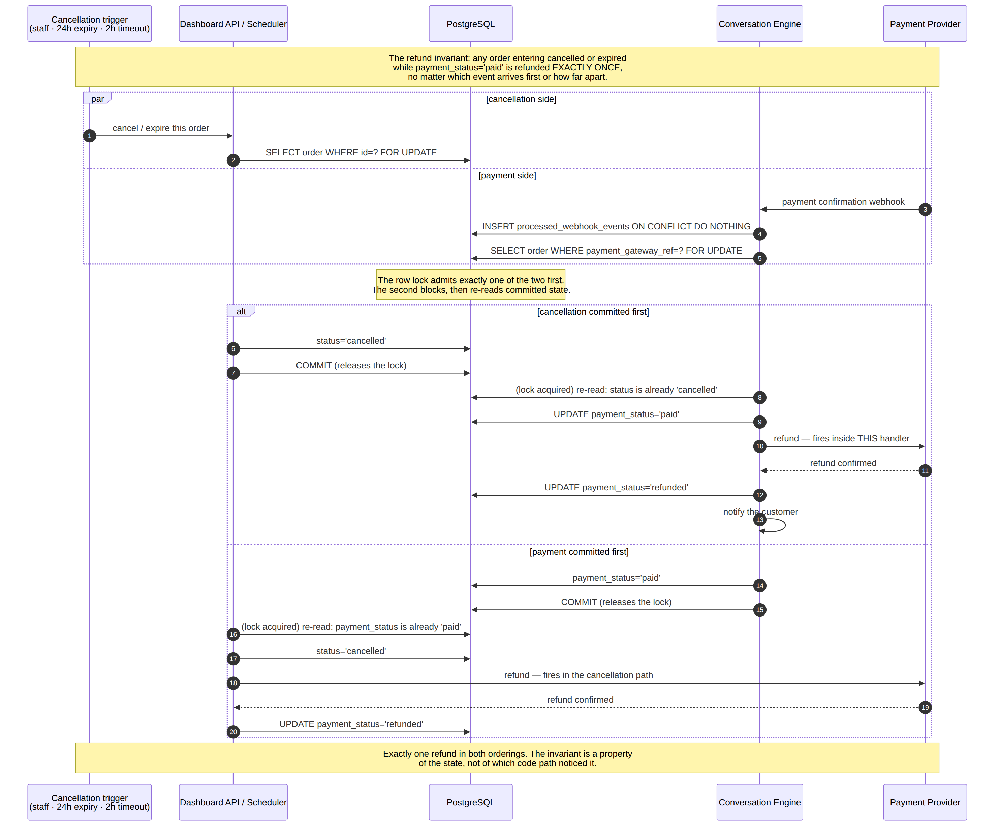 Cancellation trigger
(staff · 24h expiry · 2h timeout)
Dashboard API / Scheduler
PostgreSQL
Conversation Engine
Payment Provider
The refund invariant: any order entering cancelled or expired
while payment_status='paid' is refunded EXACTLY ONCE,
no matter which event arrives first or how far apart.
par
[cancellation side]
cancel / expire this order
1
SELECT order WHERE id=? FOR UPDATE
2
[payment side]
payment confirmation webhook
3
INSERT processed_webhook_events ON CONFLICT DO NOTHING
4
SELECT order WHERE payment_gateway_ref=? FOR UPDATE
5
The row lock admits exactly one of the two first.
The second blocks, then re-reads committed state.
alt
[cancellation committed first]
status='cancelled'
6
COMMIT (releases the lock)
7
(lock acquired) re-read: status is already 'cancelled'
8
UPDATE payment_status='paid'
9
refund — fires inside THIS handler
10
refund confirmed
11
UPDATE payment_status='refunded'
12
notify the customer
13
[payment committed first]
payment_status='paid'
14
COMMIT (releases the lock)
15
(lock acquired) re-read: payment_status is already 'paid'
16
status='cancelled'
17
refund — fires in the cancellation path
18
refund confirmed
19
UPDATE payment_status='refunded'
20
Exactly one refund in both orderings. The invariant is a property
of the state, not of which code path noticed it.
Cancellation trigger
(staff · 24h expiry · 2h timeout)
Dashboard API / Scheduler
PostgreSQL
Conversation Engine
Payment Provider